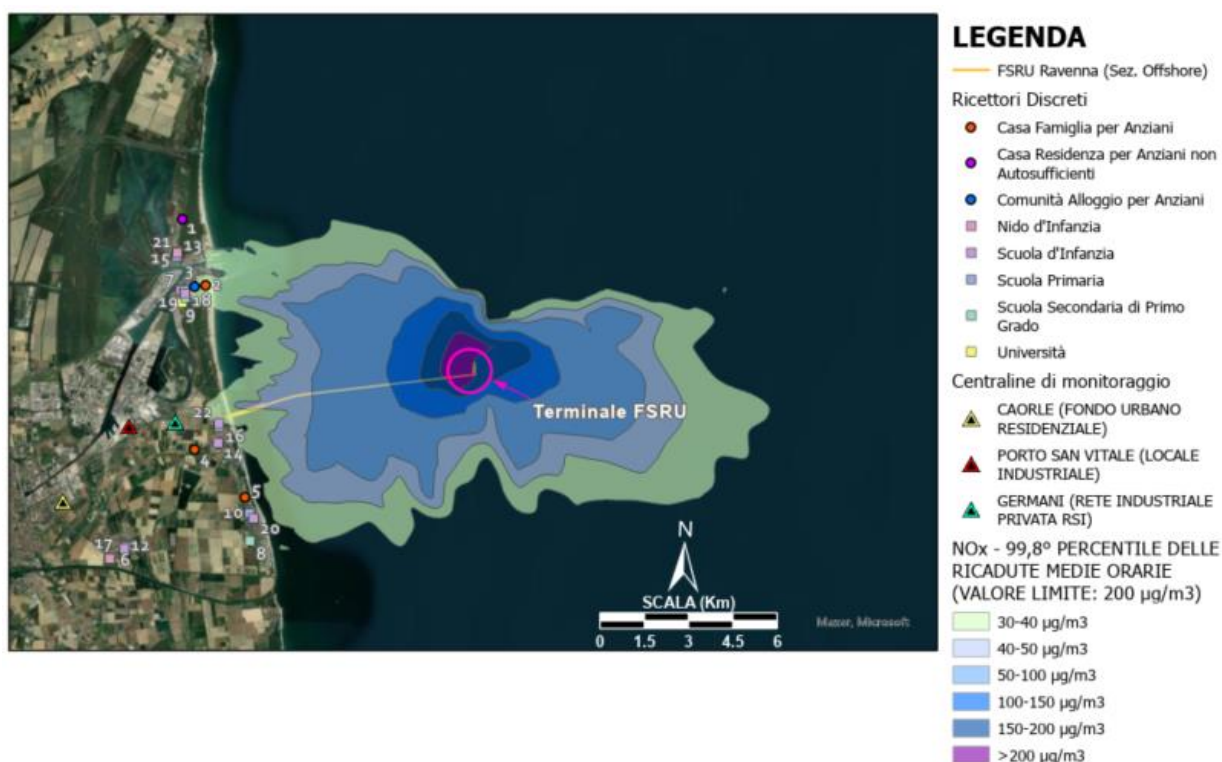 21
1
13
15
3
7
2
19
18
9
22
16
14
4
5
10
20
8
17
12
6
Terminale FSRU
N
SCALA (Km)
0 1.5 3 4.5 6
Maxar, Microsoft
LEGENDA
FSRU Ravenna (Sez. Offshore)
Ricettori Discreti
Casa Famiglia per Anziani
Casa Residenza per Anziani non
Autosufficienti
Comunità Alloggio per Anziani
Nido d'Infanzia
Scuola d'Infanzia
Scuola Primaria
Scuola Secondaria di Primo
Grado
Università
Centraline di monitoraggio
CAORLE (FONDO URBANO
RESIDENZIALE)
PORTO SAN VITALE (LOCALE
INDUSTRIALE)
GERMANI (RETE INDUSTRIALE
PRIVATA RSI)
NOx - 99,8° PERCENTILE DELLE
RICADUTE MEDIE ORARIE
(VALORE LIMITE: 200 µg/m3)
30-40 µg/m3
40-50 µg/m3
50-100 µg/m3
100-150 µg/m3
150-200 µg/m3
>200 µg/m3